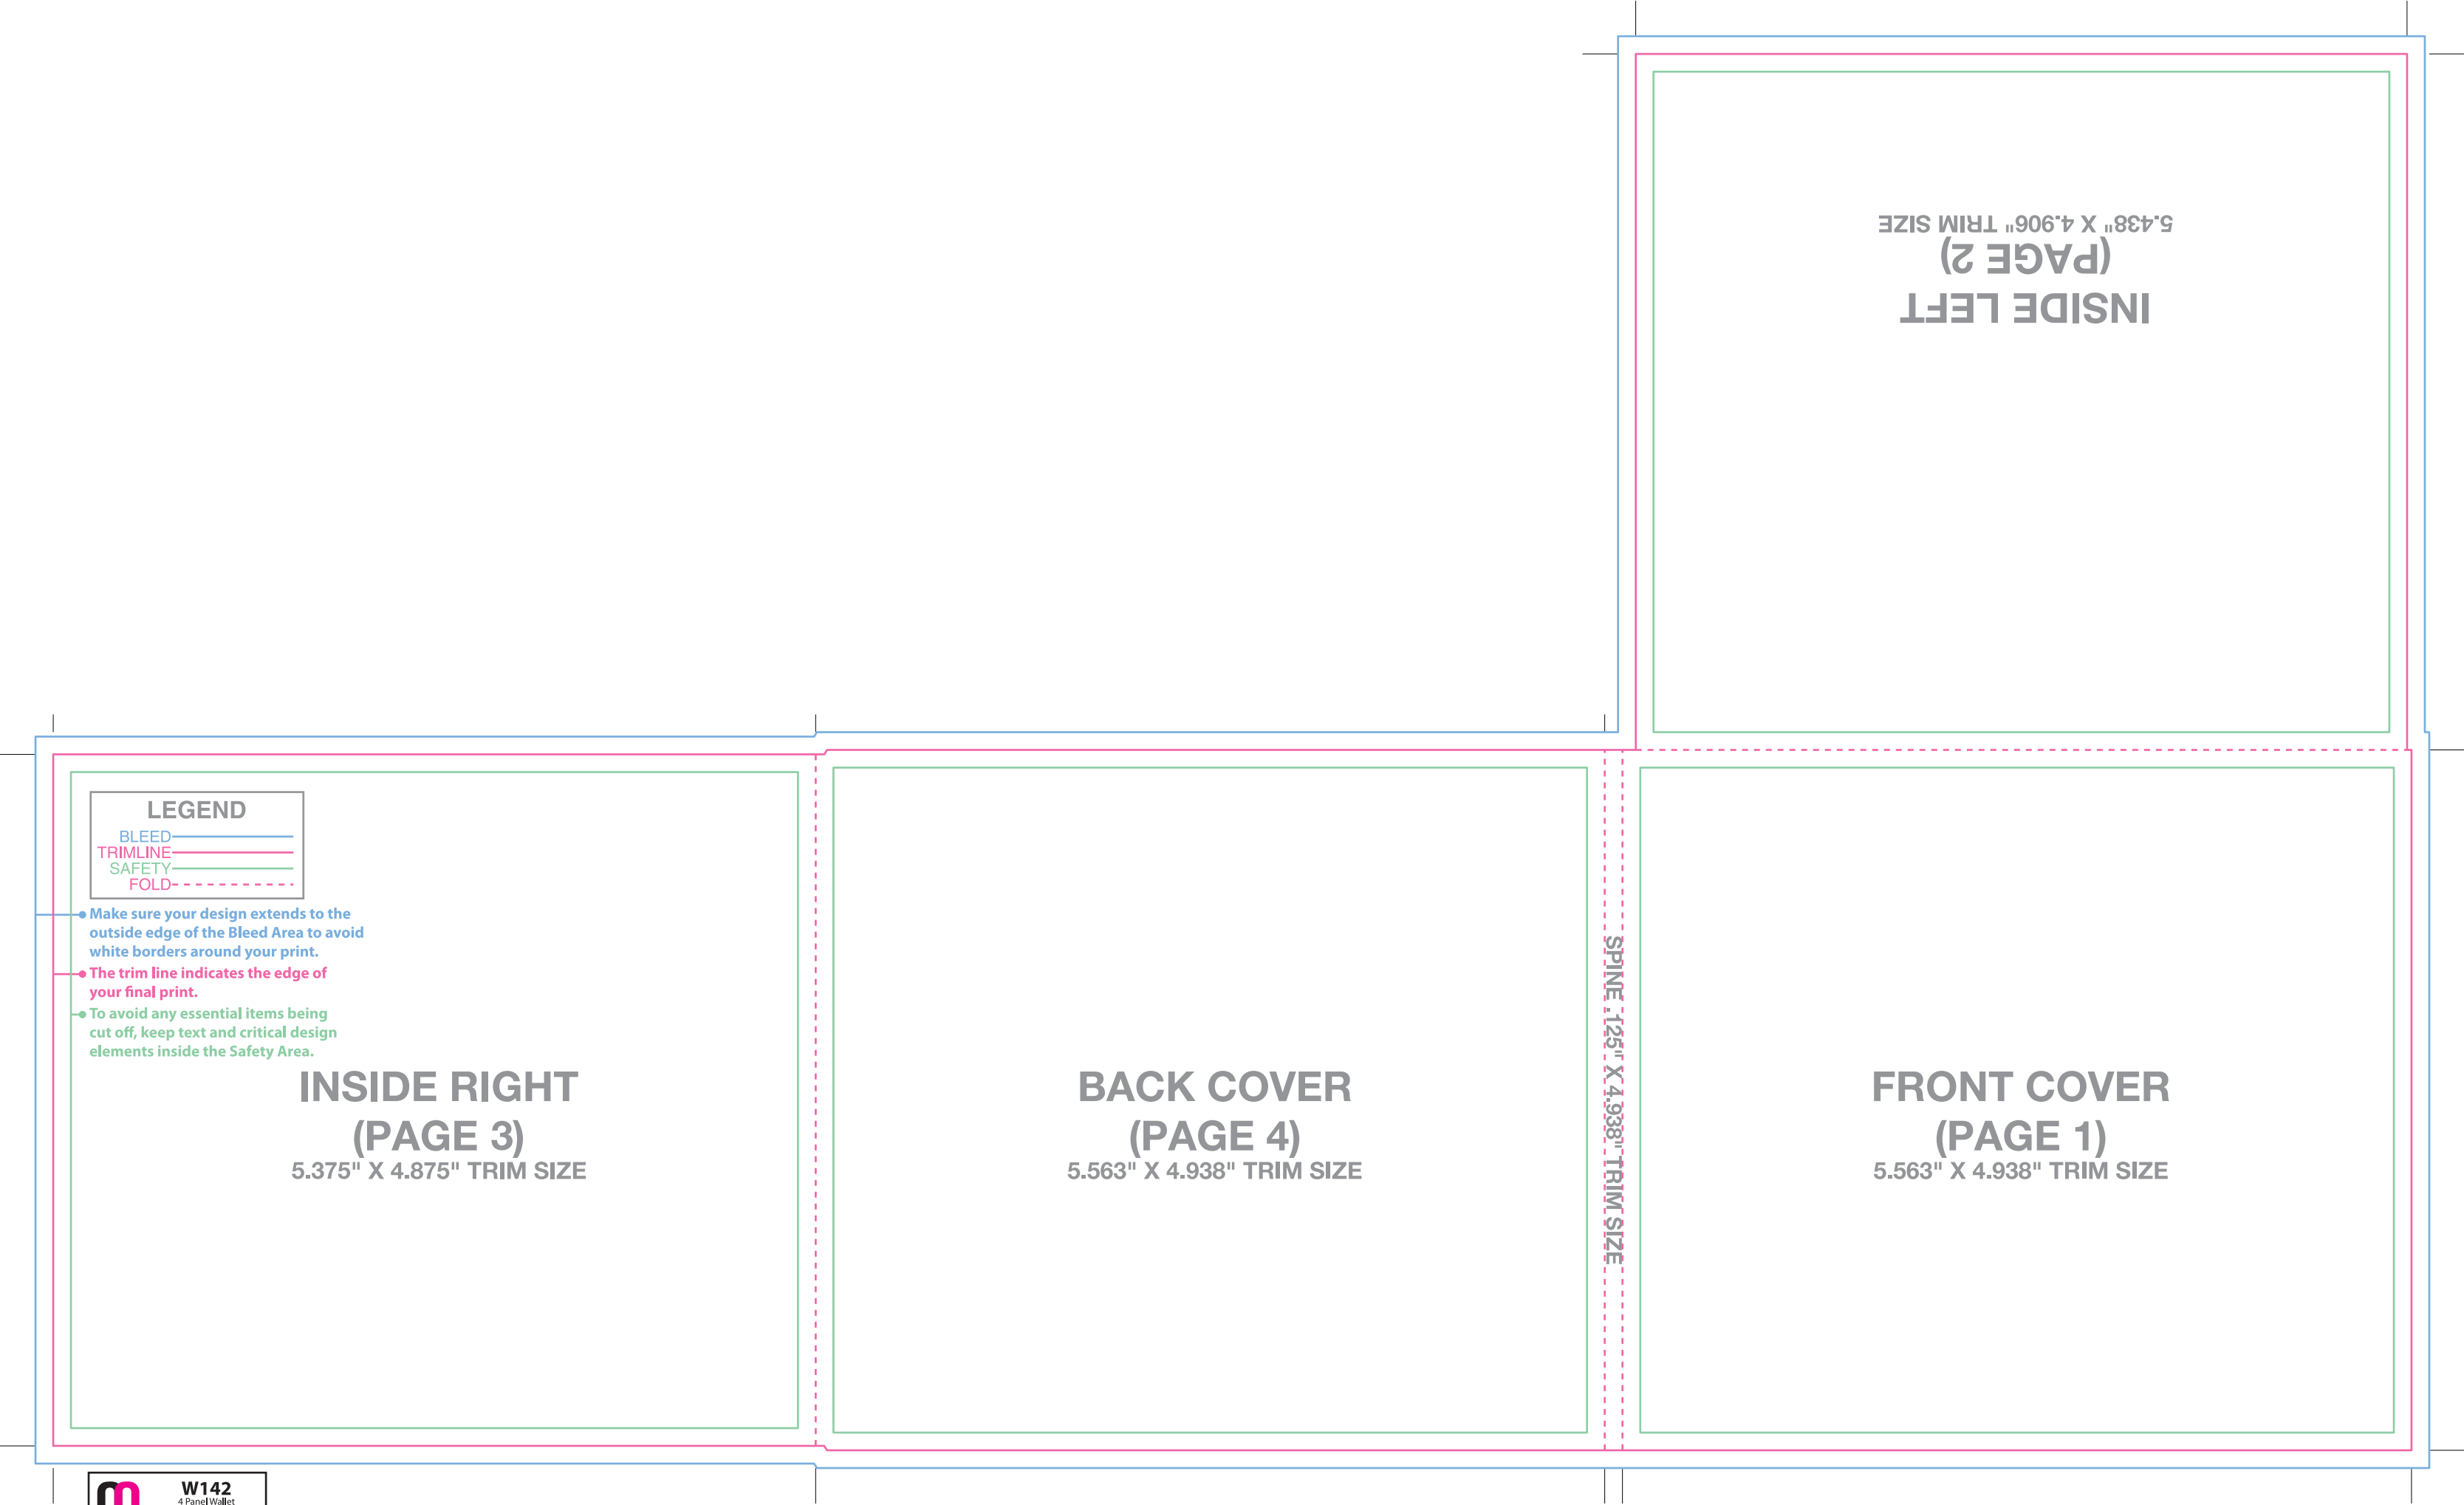 INSIDE LEFT
(PAGE 2)
5.438" X 4.906" TRIM SIZE
LEGEND
BLEED
TRIMLINE
SAFETY
FOLD
Make sure your design extends to the
outside edge of the Bleed Area to avoid
white borders around your print.
The trim line indicates the edge of
your final print.
To avoid any essential items being
cut off, keep text and critical design
elements inside the Safety Area.
INSIDE RIGHT
(PAGE 3)
5.375" X 4.875" TRIM SIZE
BACK COVER
(PAGE 4)
5.563" X 4.938" TRIM SIZE
SPINE .125" X 4.938" TRIM SIZE
FRONT COVER
(PAGE 1)
5.563" X 4.938" TRIM SIZE
W142
4 Panel Wallet